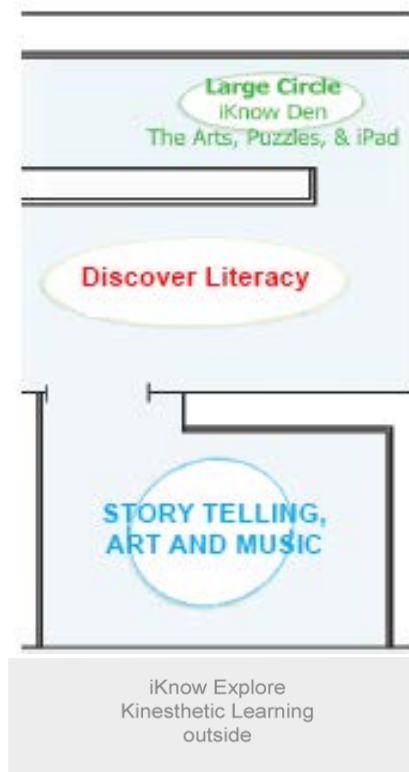 Large Circle
iKnow Den
The Arts, Puzzles, & iPad
Discover Literacy
STORY TELLING,
ART AND MUSIC
iKnow Explore
Kinesthetic Learning
outside